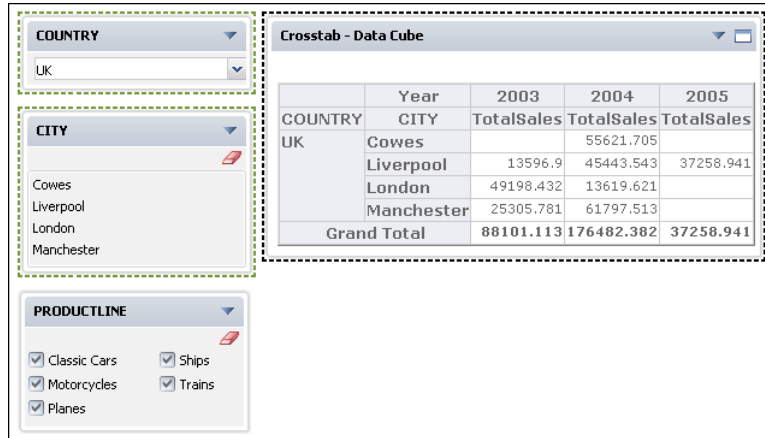 COUNTRY
UK
CITY
Cowes
Liverpool
London
Manchester
PRODUCTLINE
Classic Cars Ships
Motorcycles Trains
Planes
Crosstab - Data Cube
Year 2003 2004 2005
COUNTRY CITY TotalSales TotalSales TotalSales
UK Cowes 55621.705
Liverpool 13596.9 45443.543 37258.941
London 49198.432 13619.621
Manchester 25305.781 61797.513
Grand Total 88101.113 176482.382 37258.941